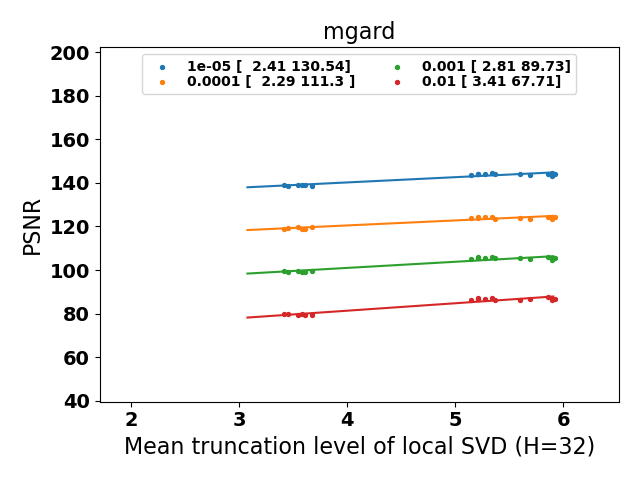 mgard
1e-05 [  2.41 130.54]
0.0001 [  2.29 111.3 ]
0.001 [ 2.81 89.73]
0.01 [ 3.41 67.71]
PSNR
200
180
160
140
120
100
80
60
40
2 3 4 5 6
Mean truncation level of local SVD (H=32)